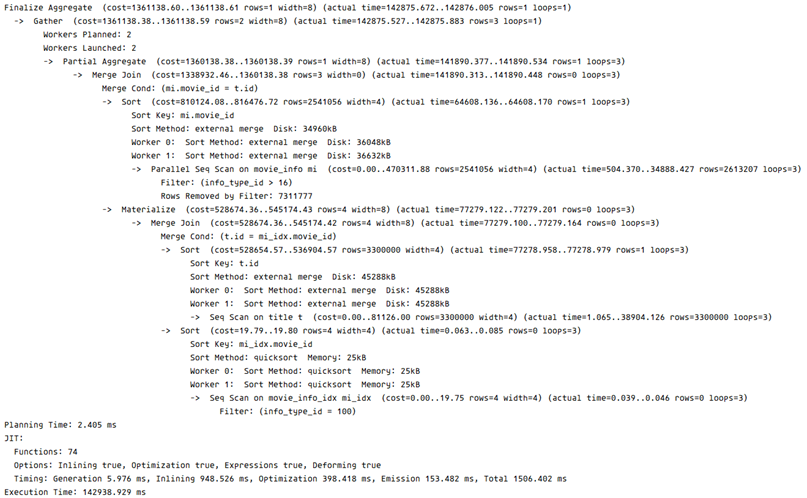 Finalize Aggregate  (cost=1361138.60..1361138.61 rows=1 width=8) (actual time=142875.672..142876.005 rows=1 loops=1)
  ->  Gather  (cost=1361138.38..1361138.59 rows=2 width=8) (actual time=142875.527..142875.883 rows=3 loops=1)
        Workers Planned: 2
        Workers Launched: 2
        ->  Partial Aggregate  (cost=1360138.38..1360138.39 rows=1 width=8) (actual time=141890.377..141890.534 rows=1 loops=3)
              ->  Merge Join  (cost=1338932.46..1360138.38 rows=3 width=0) (actual time=141890.313..141890.448 rows=0 loops=3)
                    Merge Cond: (mi.movie_id = t.id)
                    ->  Sort  (cost=810124.08..816476.72 rows=2541056 width=4) (actual time=64608.136..64608.170 rows=1 loops=3)
                          Sort Key: mi.movie_id
                          Sort Method: external merge  Disk: 34960kB
                          Worker 0:  Sort Method: external merge  Disk: 36048kB
                          Worker 1:  Sort Method: external merge  Disk: 36632kB
                          ->  Parallel Seq Scan on movie_info mi  (cost=0.00..470311.88 rows=2541056 width=4) (actual time=504.370..34888.427 rows=2613207 loops=3)
                                Filter: (info_type_id > 16)
                                Rows Removed by Filter: 7311777
                    ->  Materialize  (cost=528674.36..545174.43 rows=4 width=8) (actual time=77279.122..77279.201 rows=0 loops=3)
                          ->  Merge Join  (cost=528674.36..545174.42 rows=4 width=8) (actual time=77279.100..77279.164 rows=0 loops=3)
                                Merge Cond: (t.id = mi_idx.movie_id)
                                ->  Sort  (cost=528654.57..536904.57 rows=3300000 width=4) (actual time=77278.958..77278.979 rows=1 loops=3)
                                      Sort Key: t.id
                                      Sort Method: external merge  Disk: 45288kB
                                      Worker 0:  Sort Method: external merge  Disk: 45288kB
                                      Worker 1:  Sort Method: external merge  Disk: 45288kB
                                      ->  Seq Scan on title t  (cost=0.00..81126.00 rows=3300000 width=4) (actual time=1.065..38904.126 rows=3300000 loops=3)
                                ->  Sort  (cost=19.79..19.80 rows=4 width=4) (actual time=0.063..0.085 rows=0 loops=3)
                                      Sort Key: mi_idx.movie_id
                                      Sort Method: quicksort  Memory: 25kB
                                      Worker 0:  Sort Method: quicksort  Memory: 25kB
                                      Worker 1:  Sort Method: quicksort  Memory: 25kB
                                      ->  Seq Scan on movie_info_idx mi_idx  (cost=0.00..19.75 rows=4 width=4) (actual time=0.039..0.046 rows=0 loops=3)
                                            Filter: (info_type_id = 100)
Planning Time: 2.405 ms
JIT:
  Functions: 74
  Options: Inlining true, Optimization true, Expressions true, Deforming true
  Timing: Generation 5.976 ms, Inlining 948.526 ms, Optimization 398.418 ms, Emission 153.482 ms, Total 1506.402 ms
Execution Time: 142938.929 ms